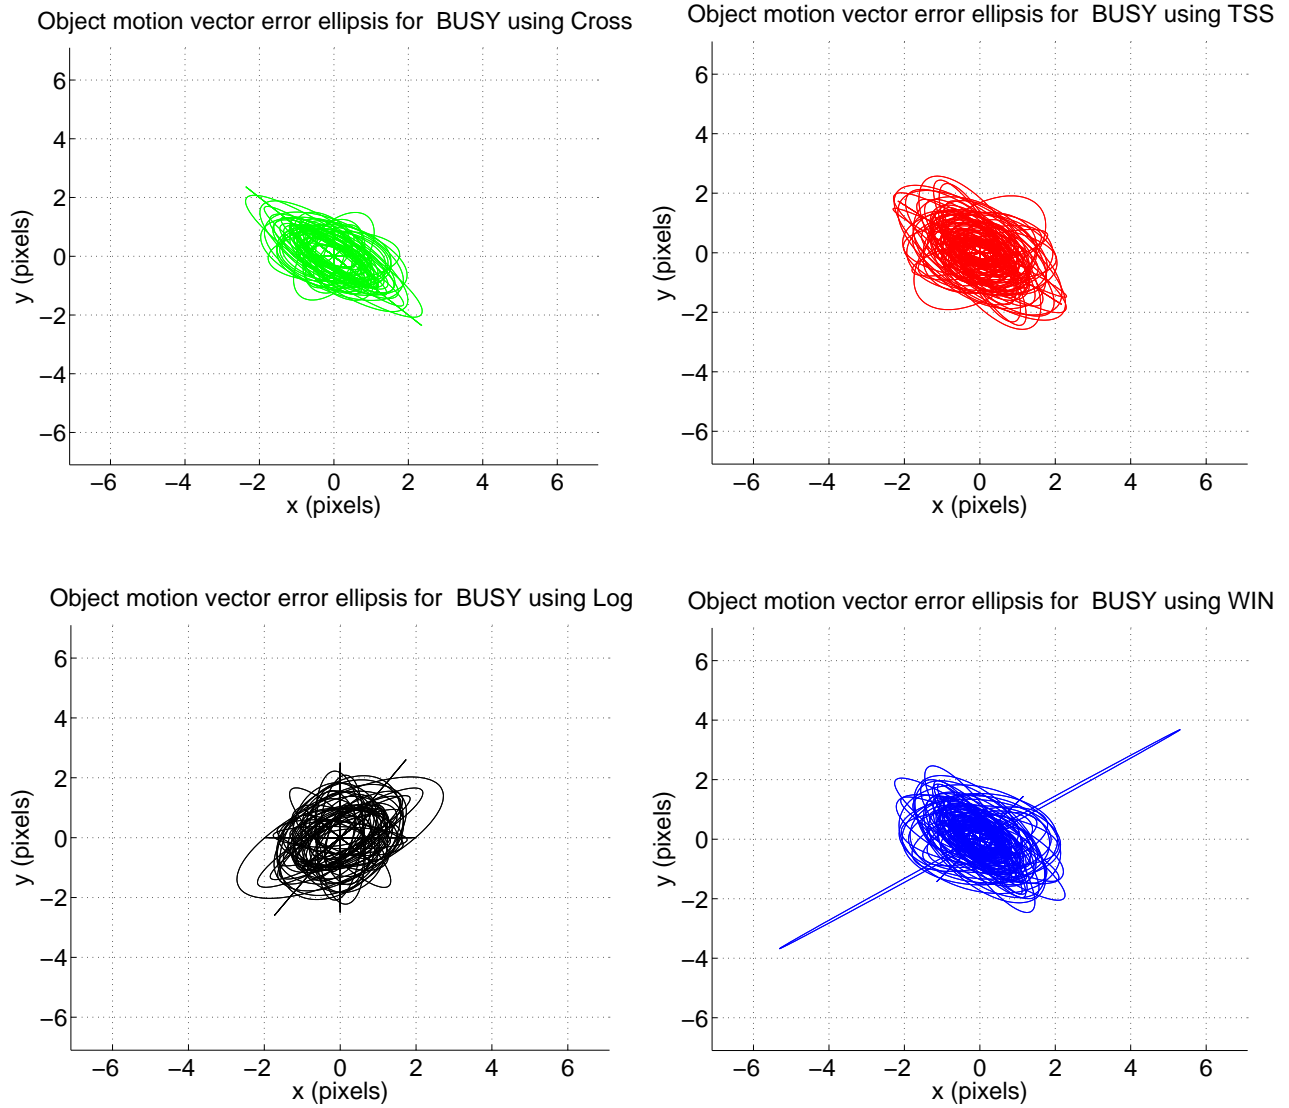 Object motion vector error ellipsis for  BUSY using Cross
6
4
2
0
−2
−4
−6
y (pixels)
−6 −4 −2 0 2 4 6
x (pixels)
Object motion vector error ellipsis for  BUSY using TSS
6
4
2
0
−2
−4
−6
y (pixels)
−6 −4 −2 0 2 4 6
x (pixels)
Object motion vector error ellipsis for  BUSY using Log
6
4
2
0
−2
−4
−6
y (pixels)
−6 −4 −2 0 2 4 6
x (pixels)
Object motion vector error ellipsis for  BUSY using WIN
6
4
2
0
−2
−4
−6
y (pixels)
−6 −4 −2 0 2 4 6
x (pixels)